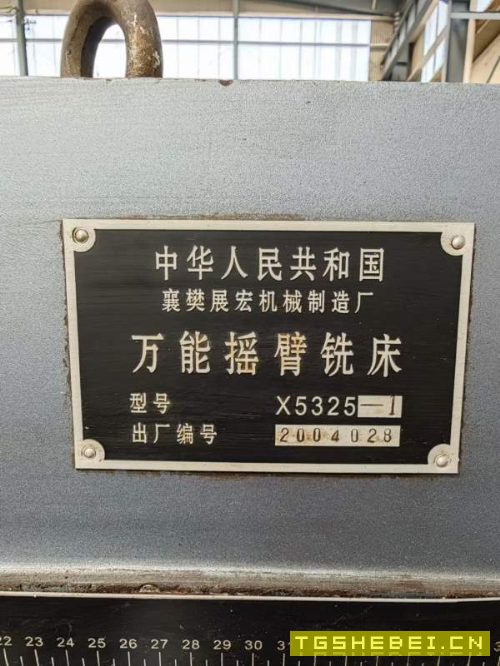 中华人民共和国
襄樊展宏机械制造厂
万能摇臂铣床
型号 X5325-1
出厂编号 2004028
22 23 24 25 26 27 28 29 30 31
TGSHEBEI.CN